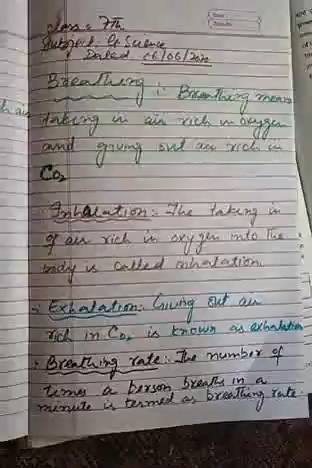 class = 7th
Subject G. Science
Dated 06/06/20
Breathing :- Breathing means
taking in air rich in oxygen
and giving out air rich in
CO2
Inhalation :- The taking in
of air rich in oxygen into the
body is called inhalation.
Exhalation :- Giving out air
rich in CO2 is known as exhalation
Breathing rate :- The number of
times a person breaths in a
minute is termed as breathing rate.